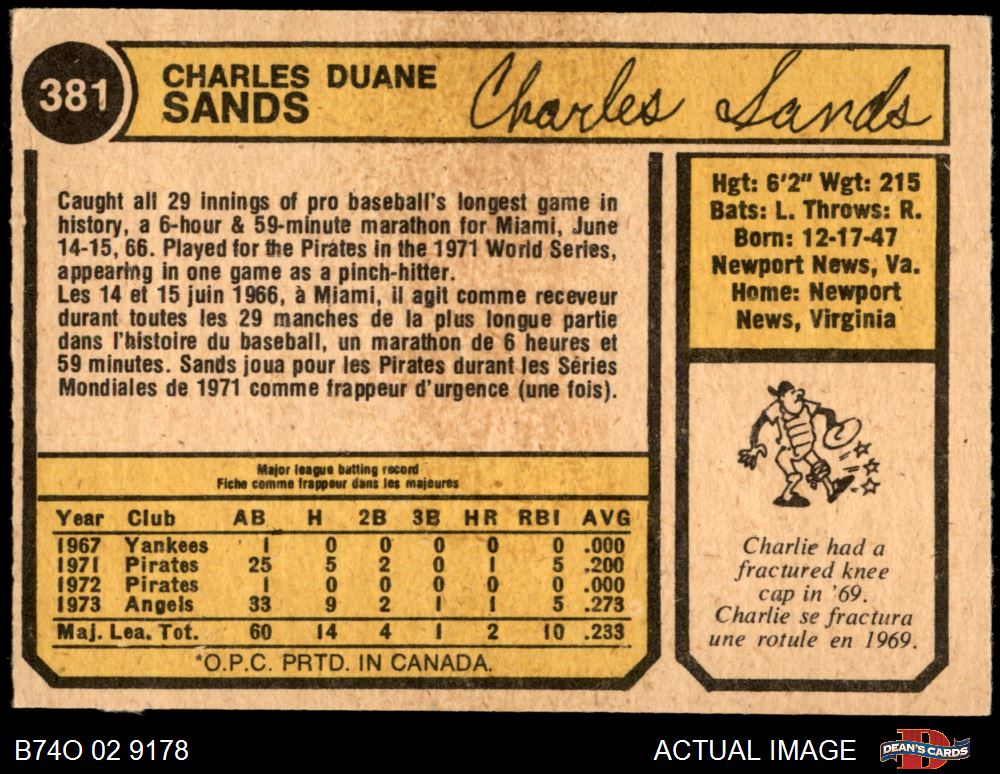 381
CHARLES DUANE
SANDS
Charles Sands
Caught all 29 innings of pro baseball's longest game in
history, a 6-hour & 59-minute marathon for Miami, June
14-15, 66. Played for the Pirates in the 1971 World Series,
appearing in one game as a pinch-hitter.
Les 14 et 15 juin 1966, à Miami, il agit comme receveur
durant toutes les 29 manches de la plus longue partie
dans l'histoire du baseball, un marathon de 6 heures et
59 minutes. Sands joua pour les Pirates durant les Séries
Mondiales de 1971 comme frappeur d'urgence (une fois).
Hgt: 6'2" Wgt: 215
Bats: L. Throws: R.
Born: 12-17-47
Newport News, Va.
Home: Newport
News, Virginia
Major league batting record
Fiche comme frappeur dans les majeures
Year Club AB H 2B 3B HR RBI AVG
1967 Yankees 1 0 0 0 0 0 .000
1971 Pirates 25 5 2 0 1 5 .200
1972 Pirates 1 0 0 0 0 0 .000
1973 Angels 33 9 2 1 1 5 .273
Maj. Lea. Tot. 60 14 4 1 2 10 .233
*O.P.C. PRTD. IN CANADA.
Charlie had a
fractured knee
cap in '69.
Charlie se fractura
une rotule en 1969.
B74O 02 9178
ACTUAL IMAGE
DEAN'S CARDS